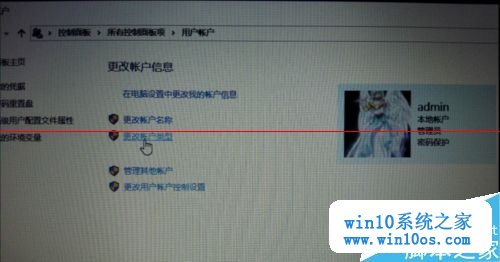 户
控制面板 › 所有控制面板项 › 用户帐户
板主页
更改帐户信息
的凭据
在电脑设置中更改我的帐户信息
码重置盘
级用户配置文件属性
更改帐户名称
的环境变量
更改帐户类型
admin
本地帐户
管理员
密码保护
管理其他帐户
更改用户帐户控制设置
win10系统之家
www.win10os.com
脚本之家